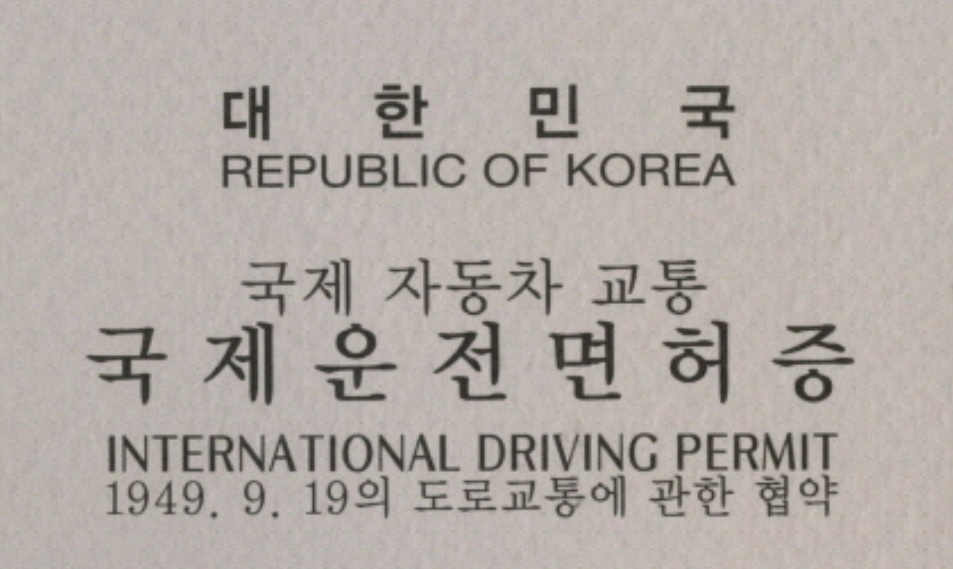 대 한 민 국
REPUBLIC OF KOREA
국제 자동차 교통
국 제 운 전 면 허 증
INTERNATIONAL DRIVING PERMIT
1949. 9. 19의 도로교통에 관한 협약